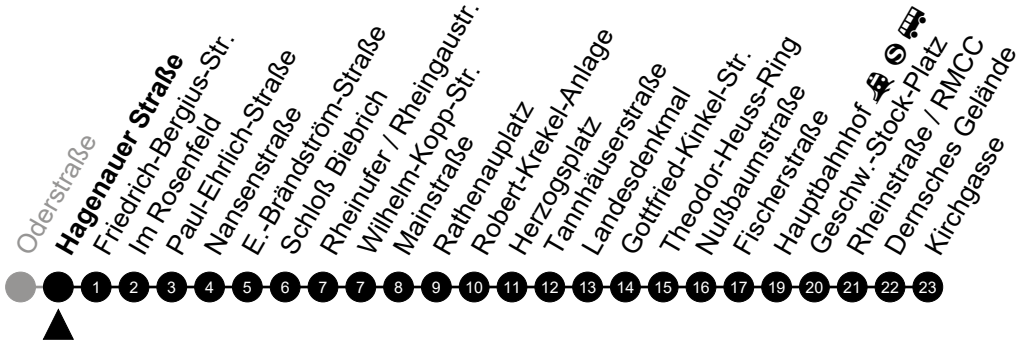 Oderstraße
Hagenauer Straße
Friedrich-Bergius-Str.
Im Rosenfeld
Paul-Ehrlich-Straße
Nansenstraße
E.-Brändström-Straße
Schloß Biebrich
Rheinufer / Rheingaustr.
Wilhelm-Kopp-Str.
Mainstraße
Rathenauplatz
Robert-Krekel-Anlage
Herzogsplatz
Tannhäuserstraße
Landesdenkmal
Gottfried-Kinkel-Str.
Theodor-Heuss-Ring
Nußbaumstraße
Fischerstraße
Hauptbahnhof S
Geschw.-Stock-Platz
Rheinstraße / RMCC
Dernsches Gelände
Kirchgasse
1 2 3 4 5 6 7 7 8 9 10 11 12 13 14 15 16 17 19 20 21 22 23